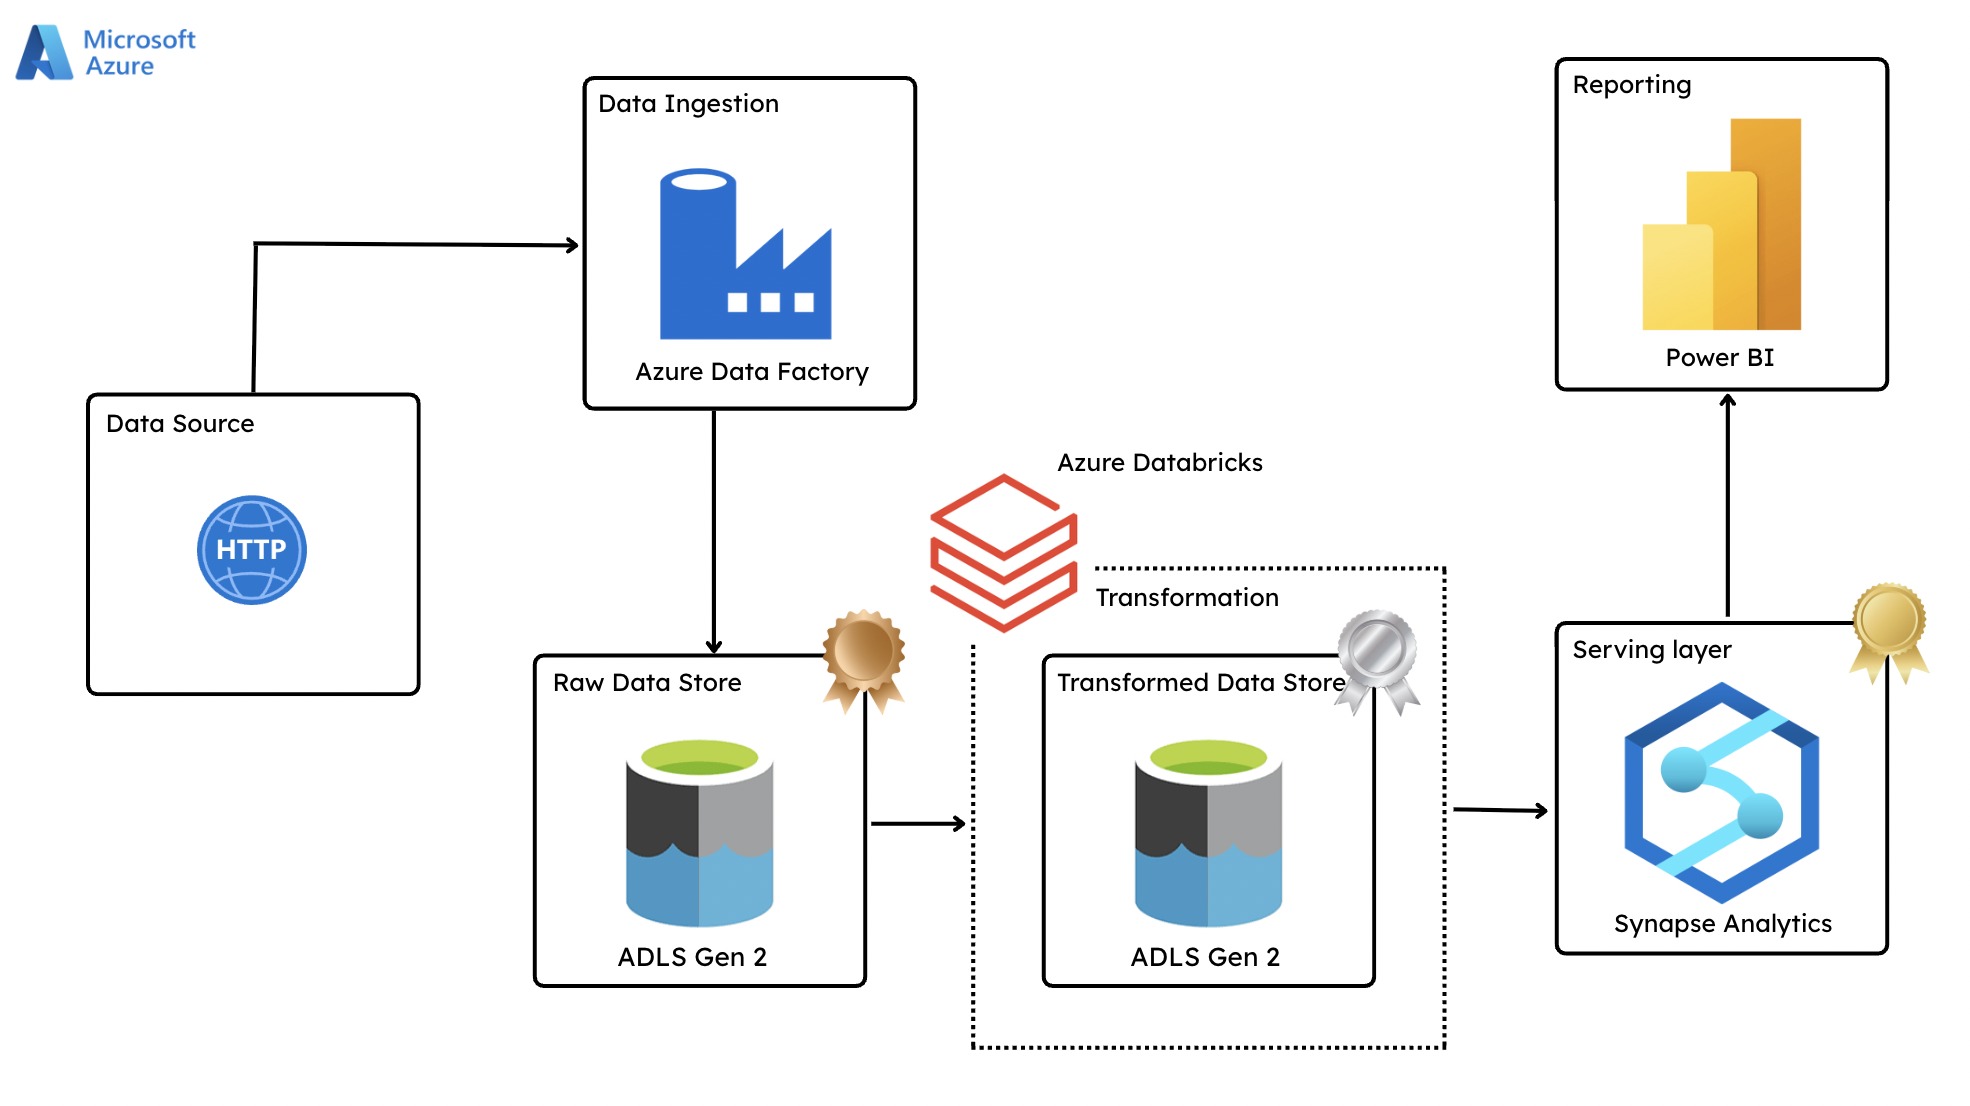 Microsoft
Azure
Data Source
HTTP
Data Ingestion
Azure Data Factory
Raw Data Store
ADLS Gen 2
Azure Databricks
Transformation
Transformed Data Store
ADLS Gen 2
Serving layer
Synapse Analytics
Reporting
Power BI